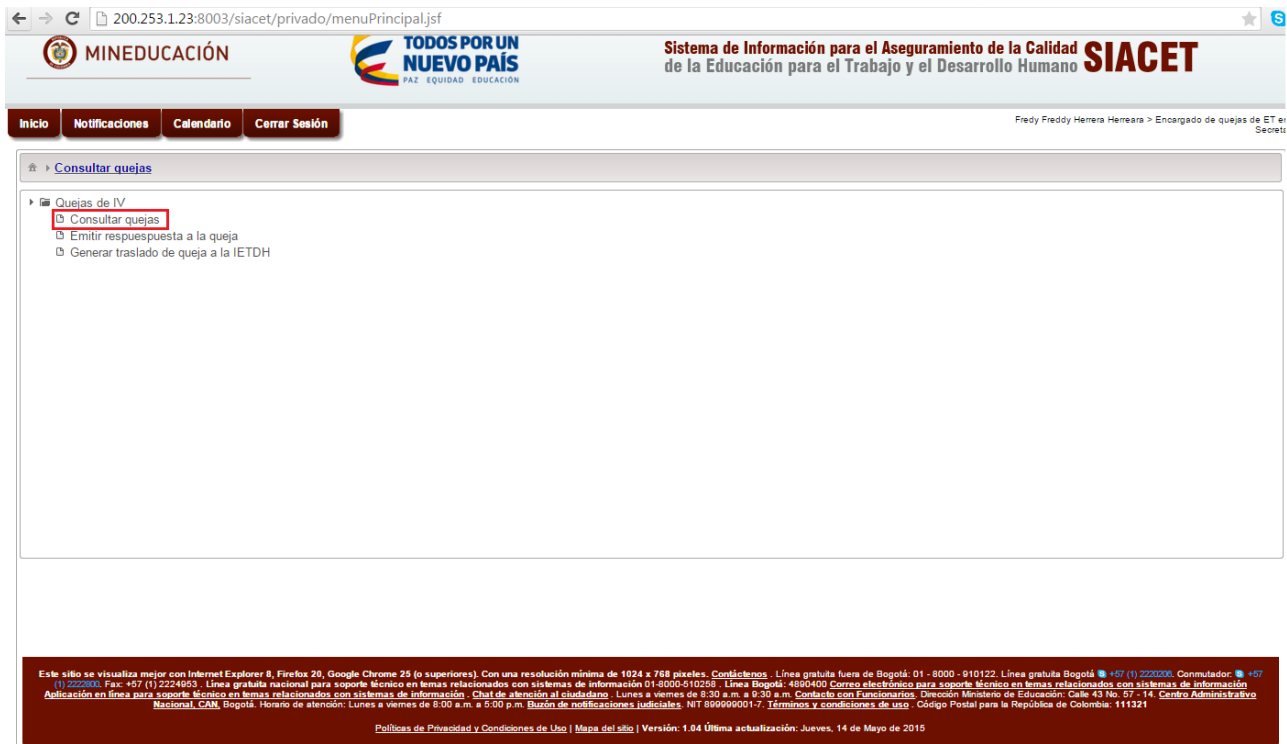 200.253.1.23:8003/siacet/privado/menuPrincipal.jsf
MINEDUCACIÓN
TODOS POR UN
NUEVO PAÍS
PAZ EQUIDAD EDUCACIÓN
Sistema de Información para el Aseguramiento de la Calidad SIACET
de la Educación para el Trabajo y el Desarrollo Humano
Inicio Notificaciones Calendario Cerrar Sesión
Fredy Freddy Herrera Herreara > Encargado de quejas de ET en
Secreta
Consultar quejas
Quejas de IV
Consultar quejas
Emitir respuespuesta a la queja
Generar traslado de queja a la IETDH
Este sitio se visualiza mejor con Internet Explorer 8, Firefox 20, Google Chrome 25 (o superiores). Con una resolución mínima de 1024 x 768 pixeles. Contáctenos . Línea gratuita fuera de Bogotá: 01 - 8000 - 910122. Línea gratuita Bogotá +57 (1) 2220206. Conmutador: +57
(1) 2222800. Fax: +57 (1) 2224953 . Línea gratuita nacional para soporte técnico en temas relacionados con sistemas de información 01-8000-510258 . Línea Bogotá: 4890400 Correo electrónico para soporte técnico en temas relacionados con sistemas de información
Aplicación en línea para soporte técnico en temas relacionados con sistemas de información . Chat de atención al ciudadano . Lunes a viernes de 8:30 a.m. a 9:30 a.m. Contacto con Funcionarios. Dirección Ministerio de Educación: Calle 43 No. 57 - 14. Centro Administrativo
Nacional, CAN, Bogotá. Horario de atención: Lunes a viernes de 8:00 a.m. a 5:00 p.m. Buzón de notificaciones judiciales. NIT 899999001-7. Términos y condiciones de uso . Código Postal para la República de Colombia: 111321
Políticas de Privacidad y Condiciones de Uso | Mapa del sitio | Versión: 1.04 Última actualización: Jueves, 14 de Mayo de 2015